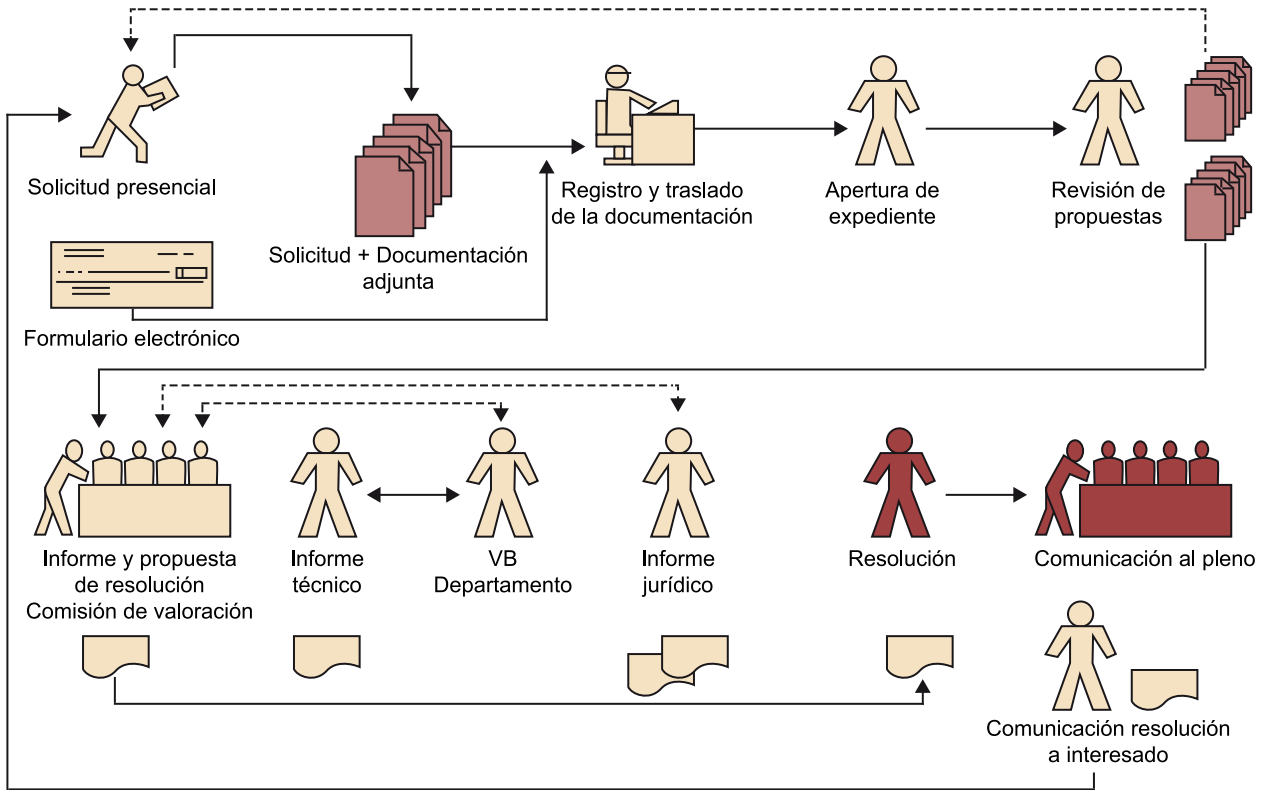 Solicitud presencial
Solicitud + Documentación
adjunta
Registro y traslado
de la documentación
Apertura de
expediente
Revisión de
propuestas
Formulario electrónico
Informe y propuesta
de resolución
Comisión de valoración
Informe
técnico
VB
Departamento
Informe
jurídico
Resolución
Comunicación al pleno
Comunicación resolución
a interesado